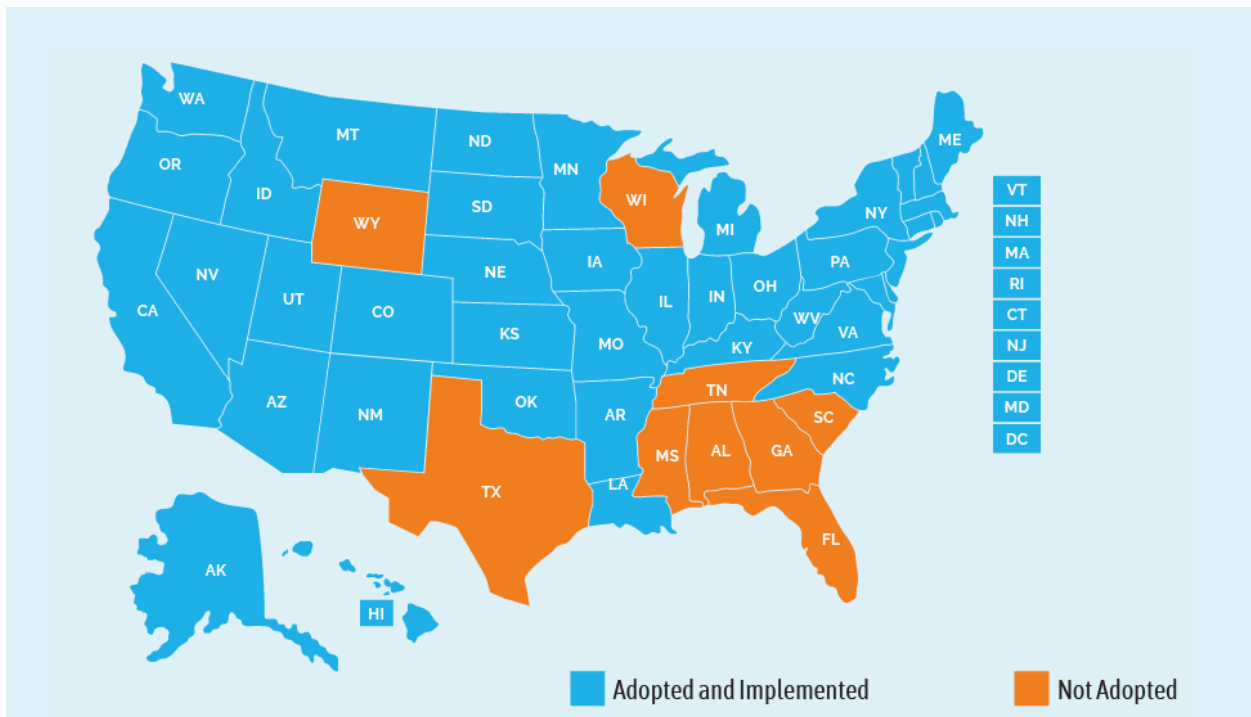 WA
MT
ND
MN
ME
OR
ID
SD
WI
VT
WY
NY
NH
MI
MA
NV
NE
IA
PA
RI
CA
UT
CO
IL
IN
OH
CT
KS
MO
WV
VA
NJ
KY
DE
AZ
NM
OK
AR
TN
NC
MD
SC
DC
TX
LA
MS
AL
GA
FL
AK
HI
Adopted and Implemented
Not Adopted